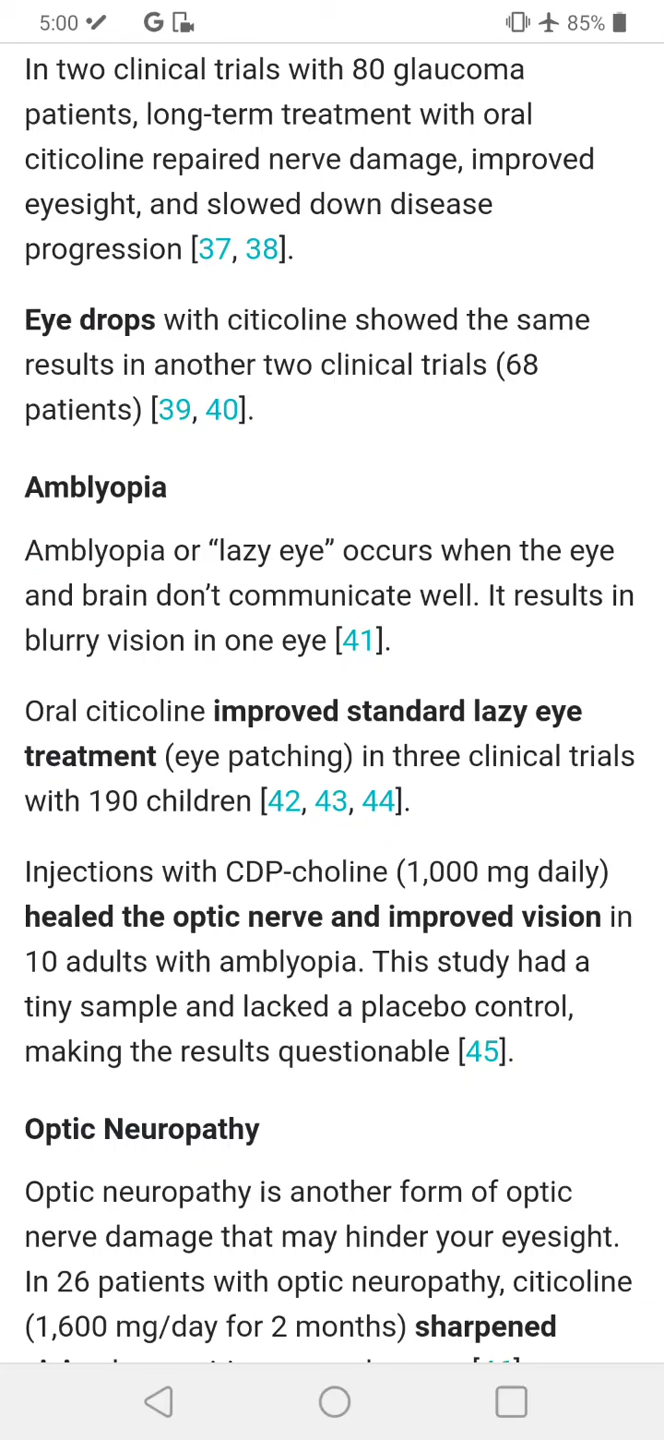 5:00
G
85%
In two clinical trials with 80 glaucoma
patients, long-term treatment with oral
citicoline repaired nerve damage, improved
eyesight, and slowed down disease
progression [37, 38].
Eye drops with citicoline showed the same
results in another two clinical trials (68
patients) [39, 40].
Amblyopia
Amblyopia or “lazy eye” occurs when the eye
and brain don’t communicate well. It results in
blurry vision in one eye [41].
Oral citicoline improved standard lazy eye
treatment (eye patching) in three clinical trials
with 190 children [42, 43, 44].
Injections with CDP-choline (1,000 mg daily)
healed the optic nerve and improved vision in
10 adults with amblyopia. This study had a
tiny sample and lacked a placebo control,
making the results questionable [45].
Optic Neuropathy
Optic neuropathy is another form of optic
nerve damage that may hinder your eyesight.
In 26 patients with optic neuropathy, citicoline
(1,600 mg/day for 2 months) sharpened